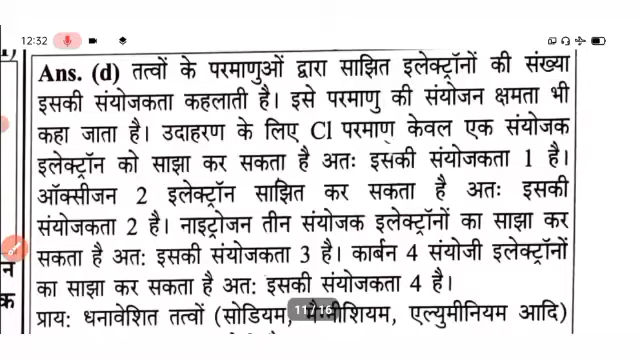 12:32
Ans. (d) तत्वों के परमाणुओं द्वारा साझित इलेक्ट्रॉनों की संख्या
इसकी संयोजकता कहलाती है। इसे परमाणु की संयोजन क्षमता भी
कहा जाता है। उदाहरण के लिए Cl परमाणु केवल एक संयोजक
इलेक्ट्रॉन को साझा कर सकता है अतः इसकी संयोजकता 1 है।
ऑक्सीजन 2 इलेक्ट्रॉन साझित कर सकता है अतः इसकी
संयोजकता 2 है। नाइट्रोजन तीन संयोजक इलेक्ट्रॉनों का साझा कर
सकता है अत: इसकी संयोजकता 3 है। कार्बन 4 संयोजी इलेक्ट्रॉनों
का साझा कर सकता है अत: इसकी संयोजकता 4 है।
प्राय: धनावेशित तत्वों (सोडियम, मैग्नीशियम, एल्युमीनियम आदि)
11/16
न
क